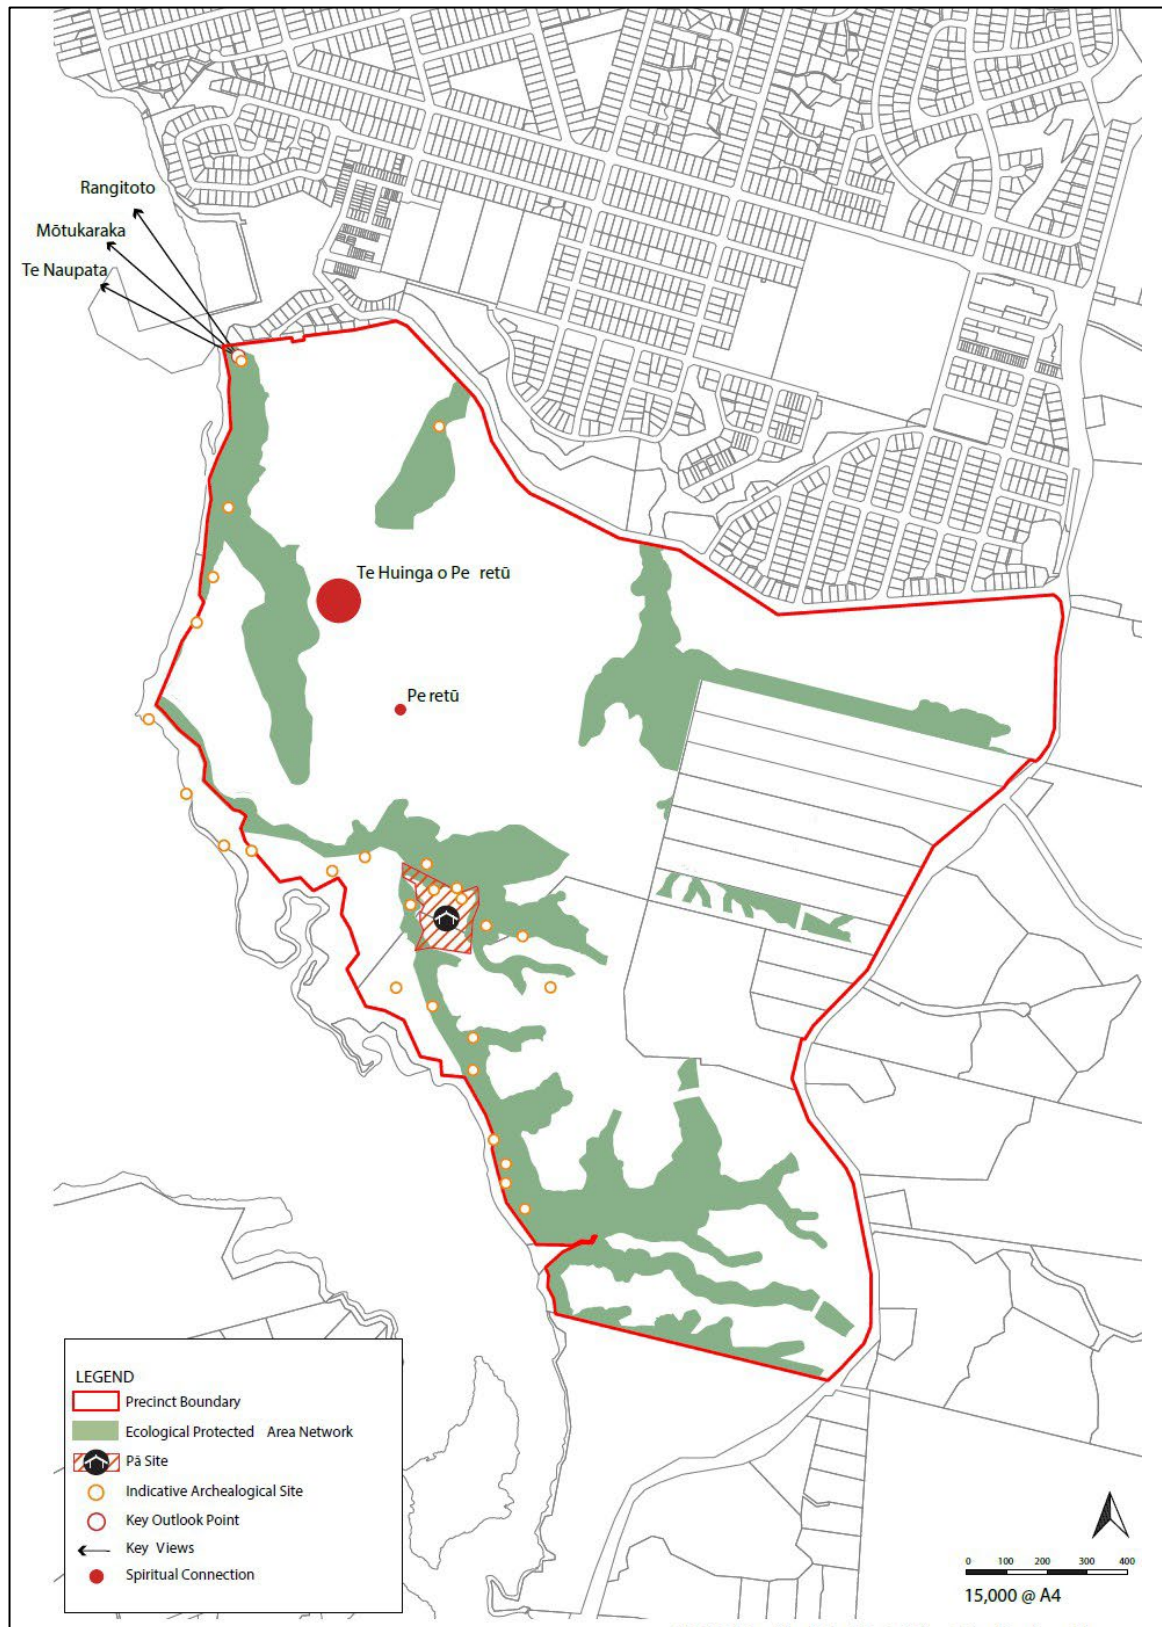 Rangitoto
Mōtukaraka
Te Naupata
Te Huinga o Pe retū
Pe retū
LEGEND
Precinct Boundary
Ecological Protected Area Network
Pā Site
Indicative Archealogical Site
Key Outlook Point
Key Views
Spiritual Connection
0 100 200 300 400
15,000 @ A4